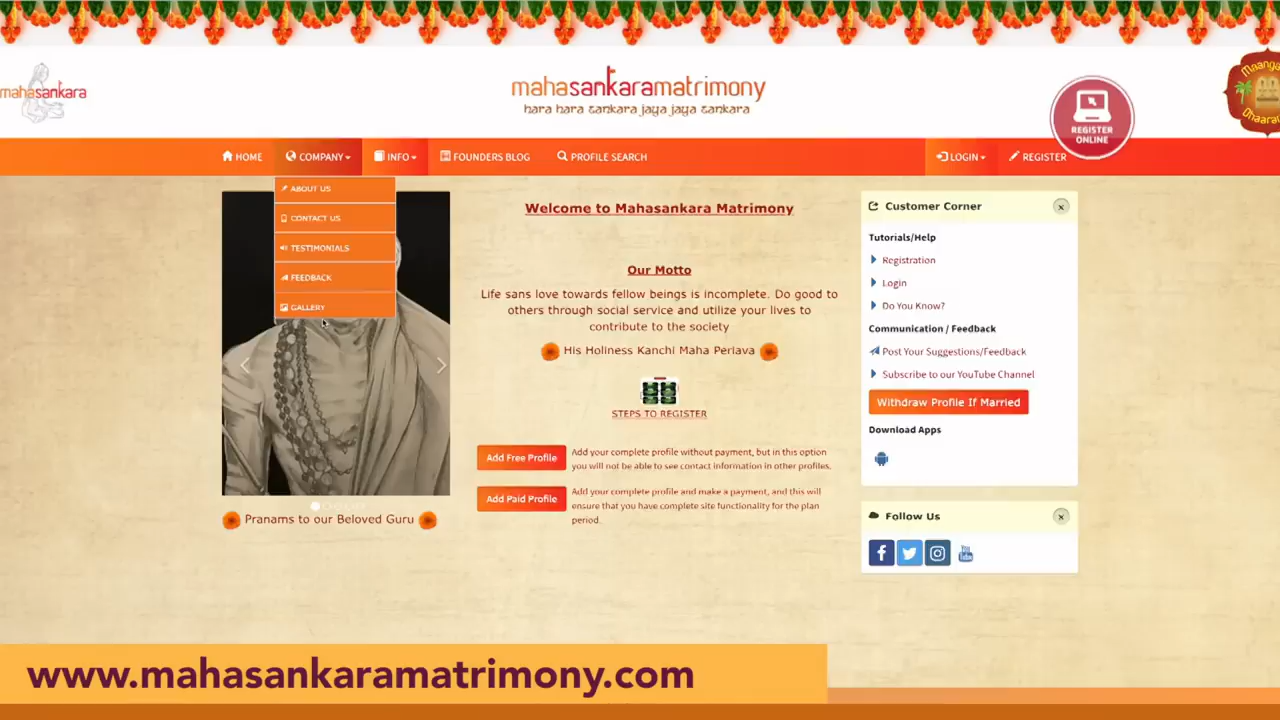 mahasankara
mahasankaramatrimony
hara hara sankara jaya jaya sankara
REGISTER
ONLINE
HOME
COMPANY
INFO
FOUNDERS BLOG
PROFILE SEARCH
LOGIN
REGISTER
ABOUT US
CONTACT US
TESTIMONIALS
FEEDBACK
GALLERY
Pranams to our Beloved Guru
Welcome to Mahasankara Matrimony
Our Motto
Life sans love towards fellow beings is incomplete. Do good to
others through social service and utilize your lives to
contribute to the society
His Holiness Kanchi Maha Periava
STEPS TO REGISTER
Add Free Profile
Add your complete profile without payment, but in this option
you will not be able to see contact information in other profiles.
Add Paid Profile
Add your complete profile and make a payment, and this will
ensure that you have complete site functionality for the plan
period.
Customer Corner
Tutorials/Help
Registration
Login
Do You Know?
Communication / Feedback
Post Your Suggestions/Feedback
Subscribe to our YouTube Channel
Withdraw Profile If Married
Download Apps
Follow Us
www.mahasankaramatrimony.com